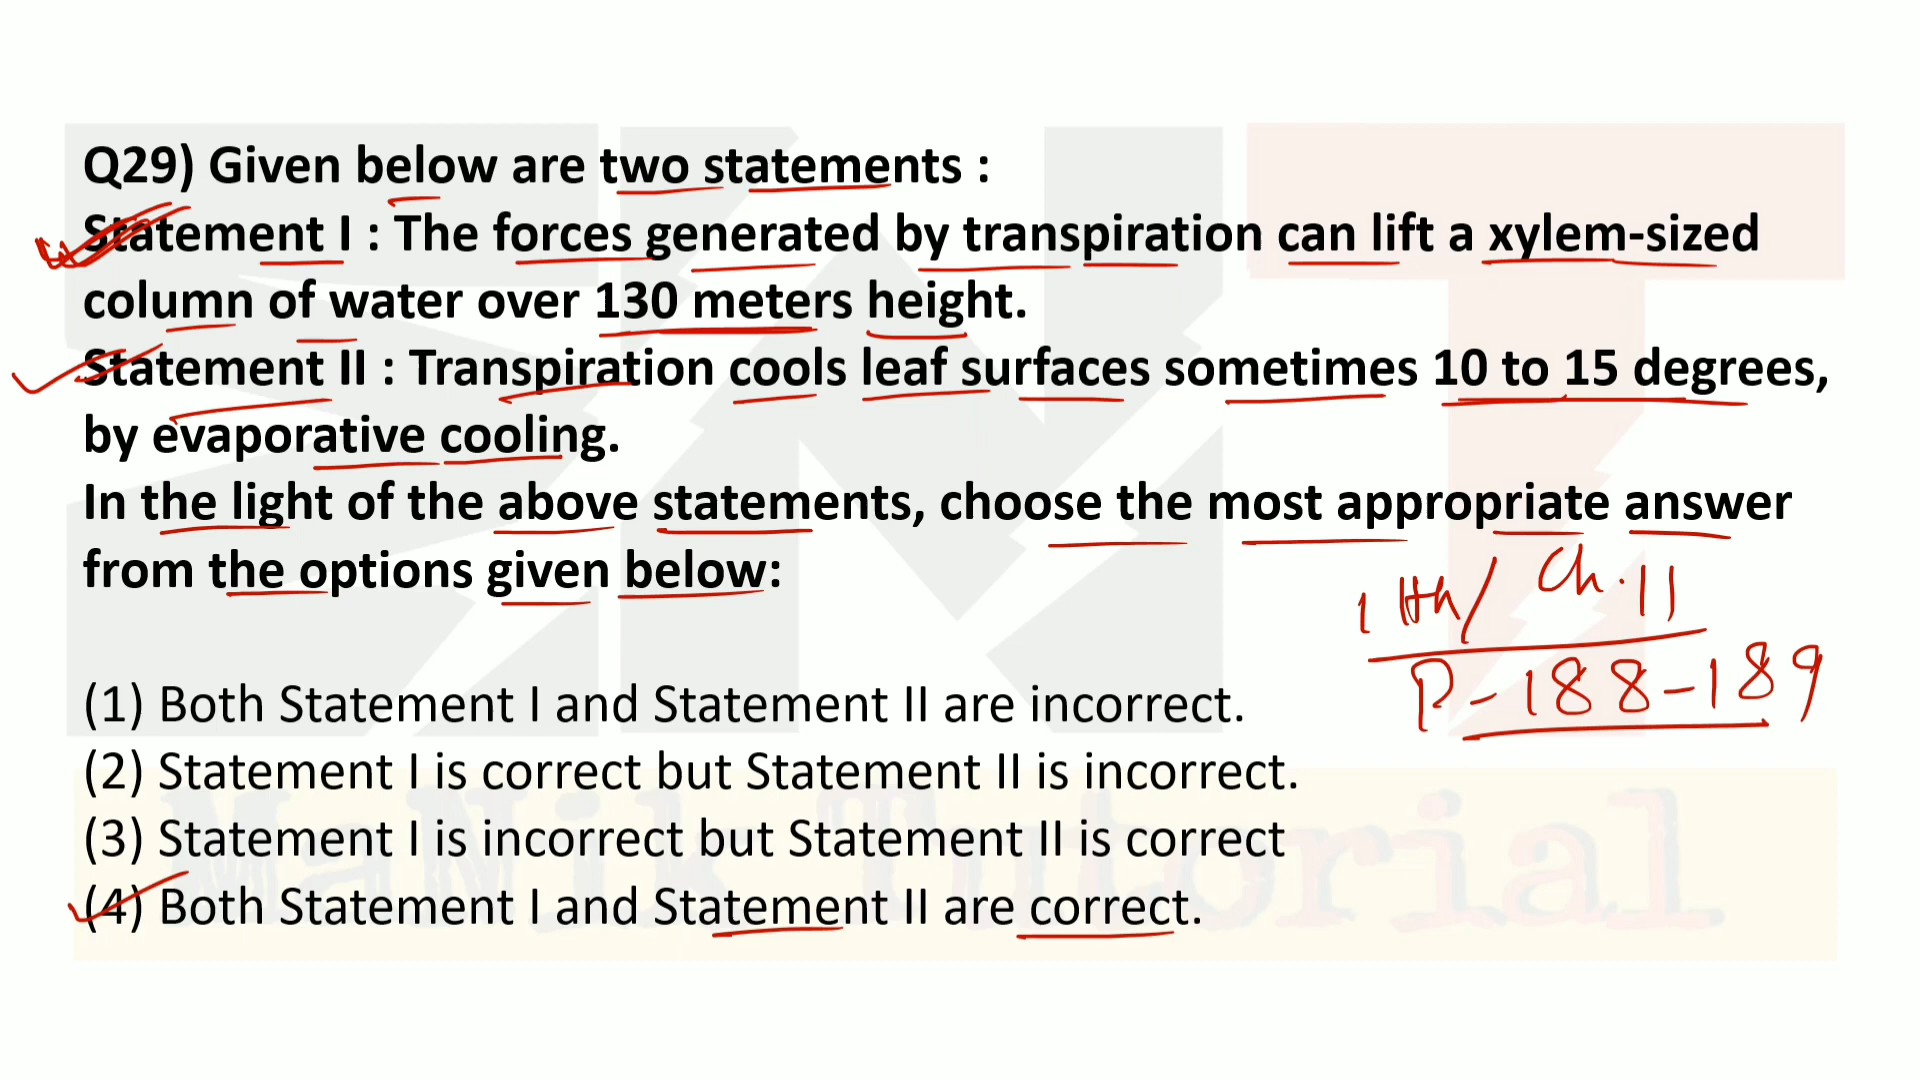 Q29) Given below are two statements :
Statement I : The forces generated by transpiration can lift a xylem-sized
column of water over 130 meters height.
Statement II : Transpiration cools leaf surfaces sometimes 10 to 15 degrees,
by evaporative cooling.
In the light of the above statements, choose the most appropriate answer
from the options given below:
11th/ Ch.11
P-188-189
(1) Both Statement I and Statement II are incorrect.
(2) Statement I is correct but Statement II is incorrect.
(3) Statement I is incorrect but Statement II is correct
(4) Both Statement I and Statement II are correct.
MaNik Tutorial